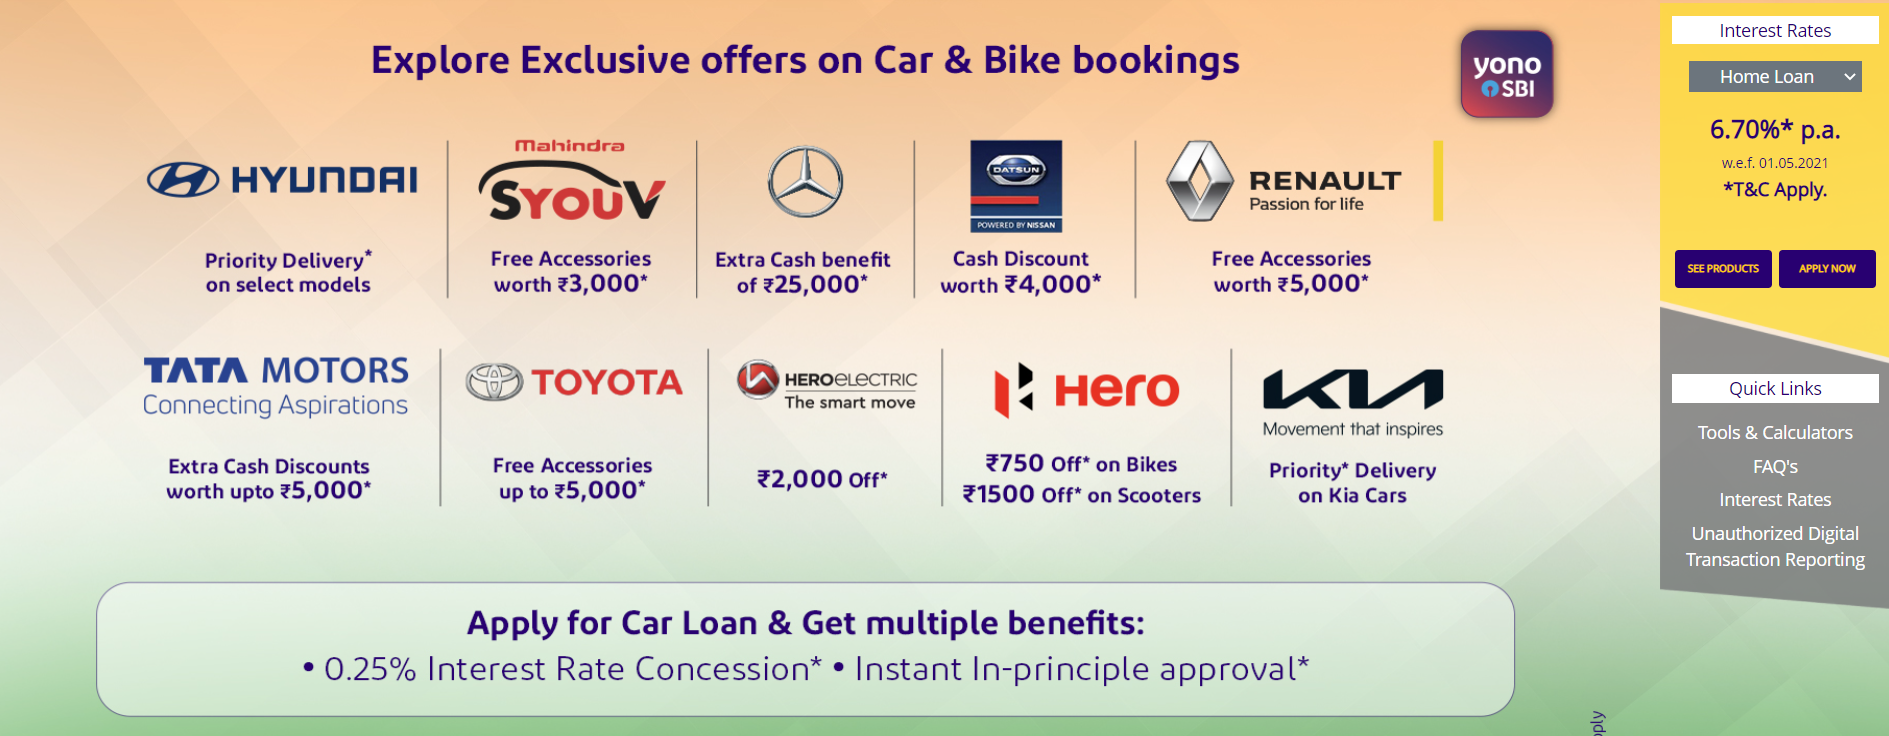 Explore Exclusive offers on Car & Bike bookings
yono
SBI
HYUNDAI
Priority Delivery*
on select models
Mahindra
SYOUV
Free Accessories
worth ₹3,000*
Extra Cash benefit
of ₹25,000*
DATSUN
POWERED BY NISSAN
Cash Discount
worth ₹4,000*
RENAULT
Passion for life
Free Accessories
worth ₹5,000*
TATA MOTORS
Connecting Aspirations
Extra Cash Discounts
worth upto ₹5,000*
TOYOTA
Free Accessories
up to ₹5,000*
HEROELECTRIC
The smart move
₹2,000 Off*
Hero
₹750 Off* on Bikes
₹1500 Off* on Scooters
KIA
Movement that inspires
Priority* Delivery
on Kia Cars
Apply for Car Loan & Get multiple benefits:
• 0.25% Interest Rate Concession* • Instant In-principle approval*
Interest Rates
Home Loan
6.70%* p.a.
w.e.f. 01.05.2021
*T&C Apply.
SEE PRODUCTS
APPLY NOW
Quick Links
Tools & Calculators
FAQ's
Interest Rates
Unauthorized Digital
Transaction Reporting